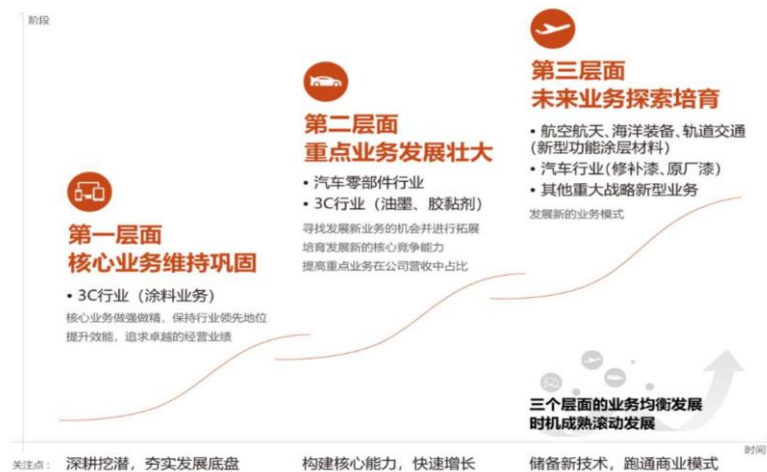 阶段
第一层面
核心业务维持巩固
• 3C行业（涂料业务）
核心业务做强做精，保持行业领先地位
提升效能，追求卓越的经营业绩
第二层面
重点业务发展壮大
• 汽车零部件行业
• 3C行业（油墨、胶黏剂）
寻找发展新业务的机会并进行拓展
培育发展新的核心竞争能力
提高重点业务在公司营收中占比
第三层面
未来业务探索培育
• 航空航天、海洋装备、轨道交通
（新型功能涂层材料）
• 汽车行业（修补漆、原厂漆）
• 其他重大战略新型业务
发展新的业务模式
三个层面的业务均衡发展
时机成熟滚动发展
时间
关注点： 深耕挖潜，夯实发展底盘 构建核心能力，快速增长 储备新技术，跑通商业模式